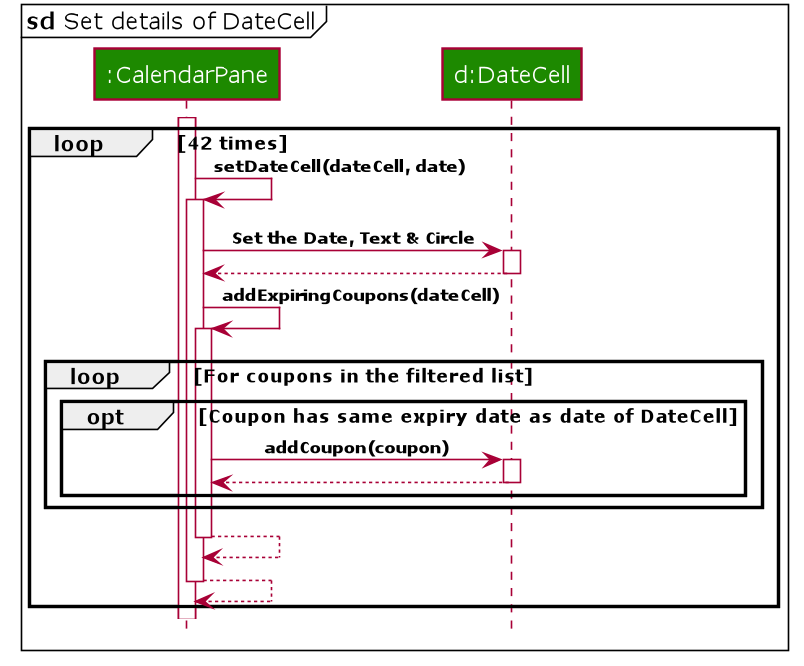 sd Set details of DateCell
:CalendarPane
d:DateCell
loop [42 times]
setDateCell(dateCell, date)
Set the Date, Text & Circle
addExpiringCoupons(dateCell)
loop [For coupons in the filtered list]
opt [Coupon has same expiry date as date of DateCell]
addCoupon(coupon)